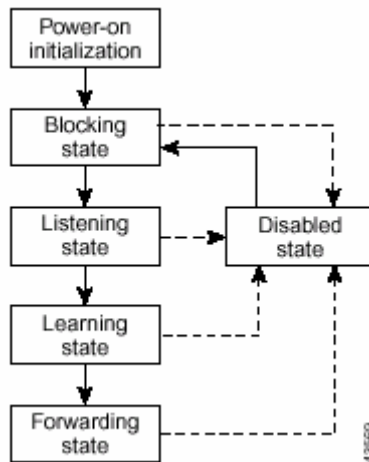 Power-on
initialization
Blocking
state
Listening
state
Disabled
state
Learning
state
Forwarding
state